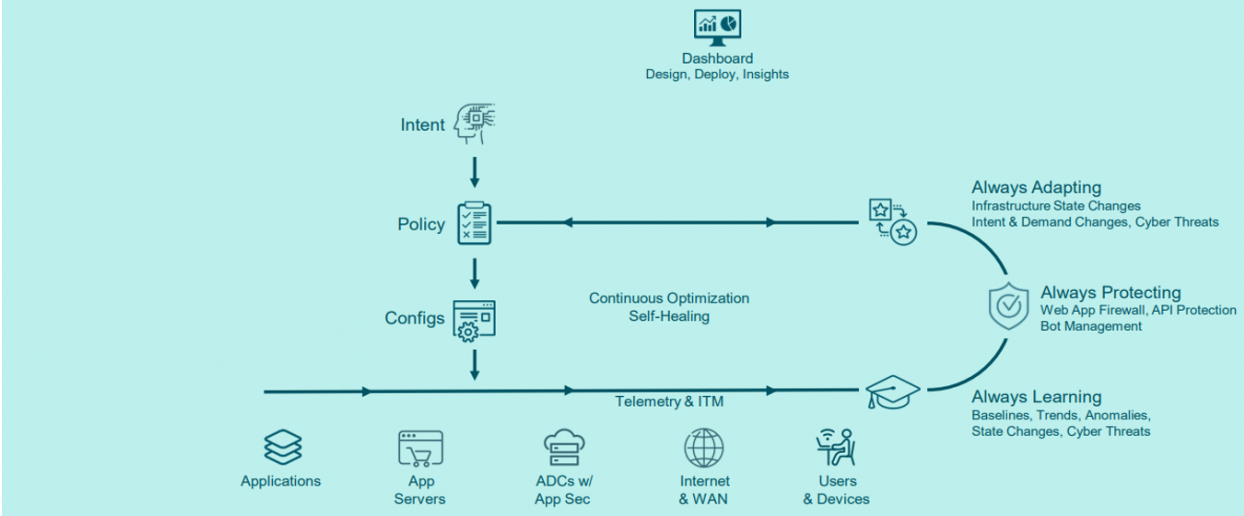 Dashboard
Design, Deploy, Insights
Intent
Policy
Configs
Continuous Optimization
Self-Healing
Always Adapting
Infrastructure State Changes
Intent & Demand Changes, Cyber Threats
Always Protecting
Web App Firewall, API Protection
Bot Management
Always Learning
Baselines, Trends, Anomalies,
State Changes, Cyber Threats
Telemetry & ITM
Applications
App
Servers
ADCs w/
App Sec
Internet
& WAN
Users
& Devices